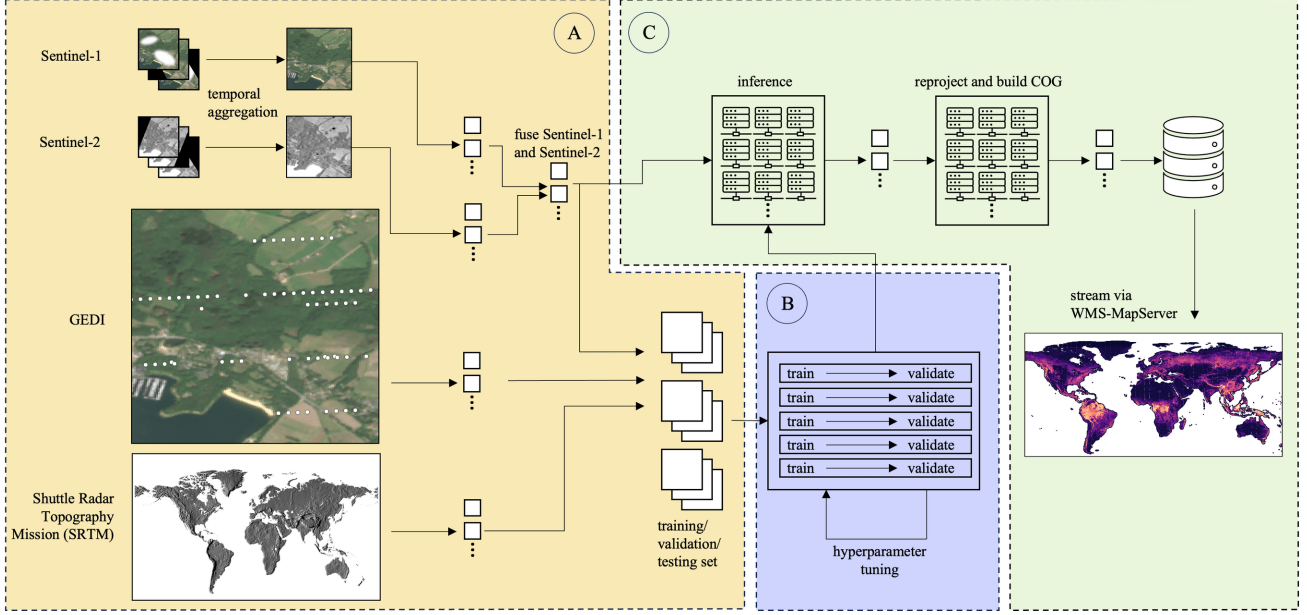 A
Sentinel-1
temporal
aggregation
Sentinel-2
fuse Sentinel-1
and Sentinel-2
GEDI
Shuttle Radar
Topography
Mission (SRTM)
training/
validation/
testing set
B
train validate
train validate
train validate
train validate
train validate
hyperparameter
tuning
C
inference
reproject and build COG
stream via
WMS-MapServer